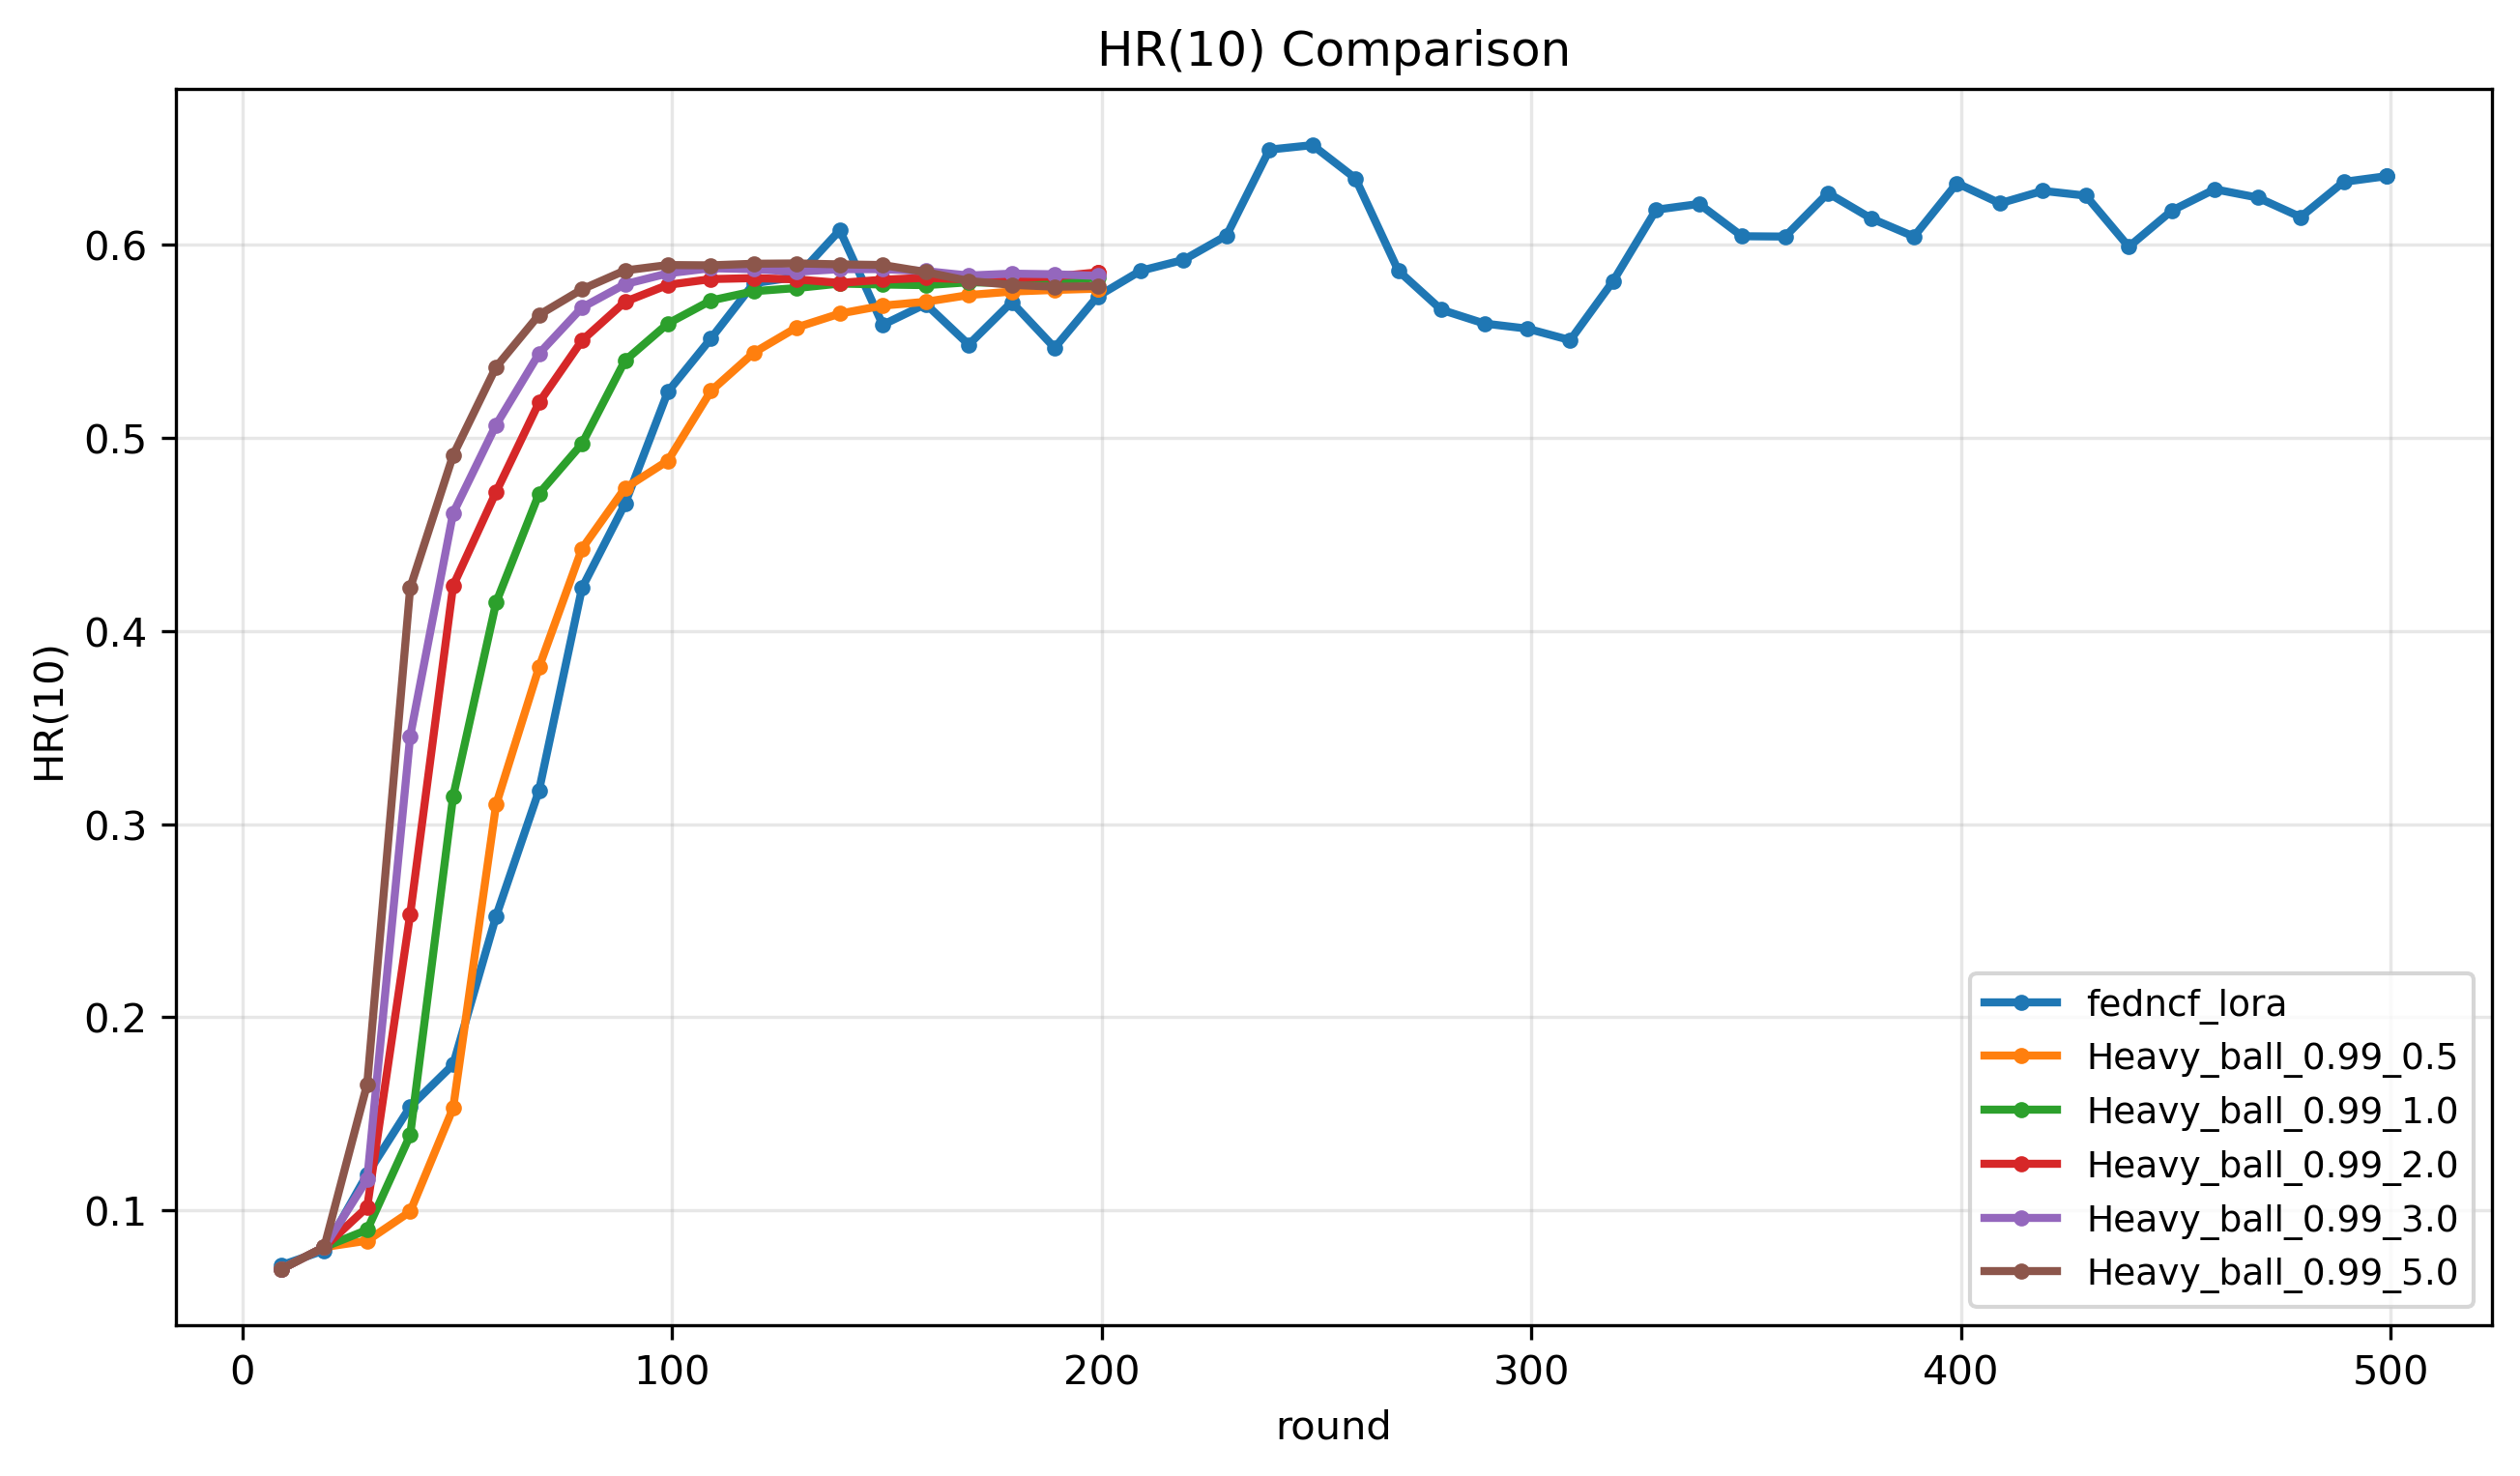 HR(10) Comparison
HR(10)
0.6
0.5
0.4
0.3
0.2
0.1
0 100 200 300 400 500
round
fedncf_lora
Heavy_ball_0.99_0.5
Heavy_ball_0.99_1.0
Heavy_ball_0.99_2.0
Heavy_ball_0.99_3.0
Heavy_ball_0.99_5.0